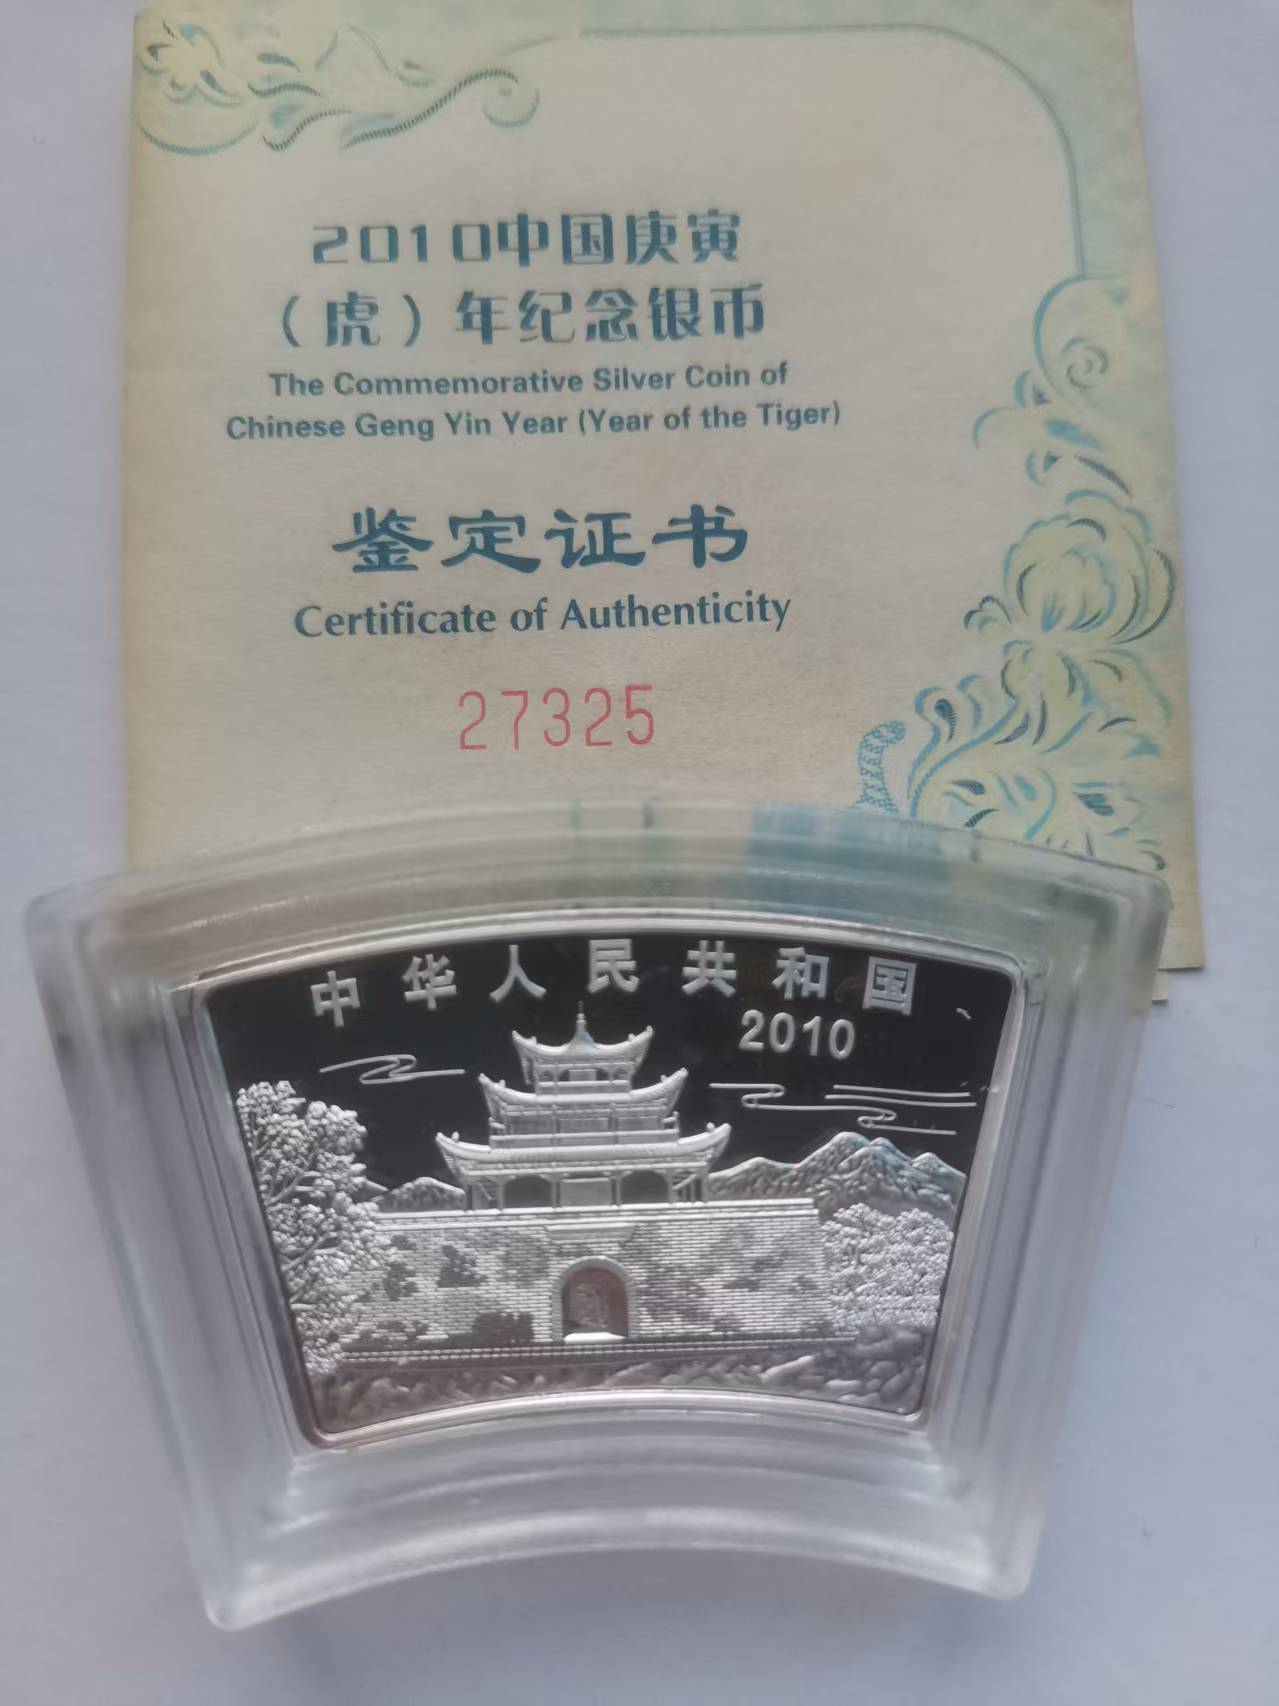 2010中国庚寅
（虎）年纪念银币
The Commemorative Silver Coin of
Chinese Geng Yin Year (Year of the Tiger)
鉴定证书
Certificate of Authenticity
27325
中华人民共和国
2010